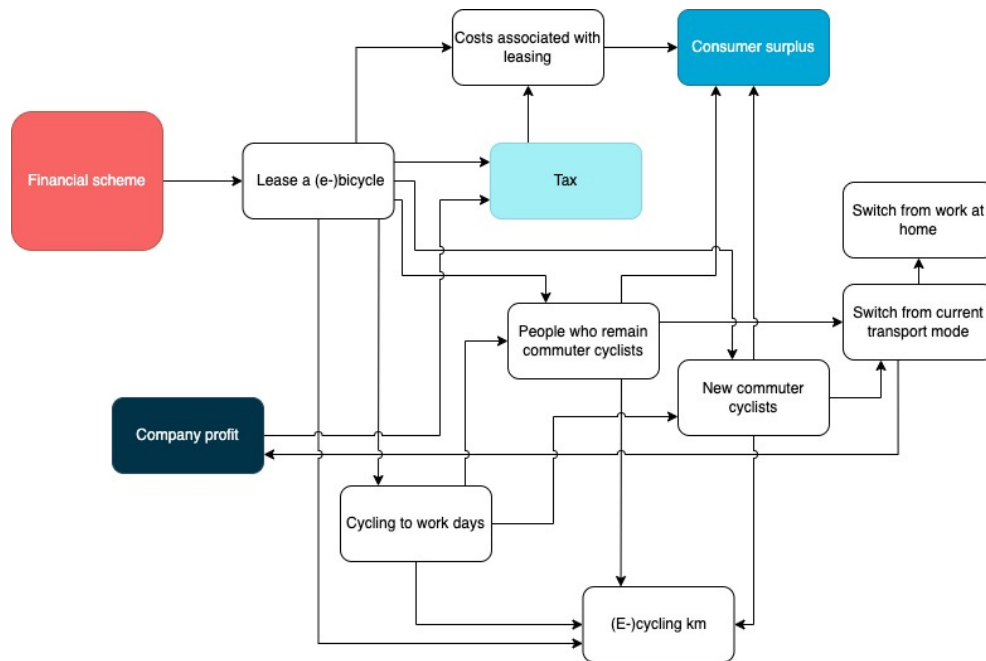 Costs associated with
leasing
Consumer surplus
Financial scheme
Lease a (e-)bicycle
Tax
Switch from work at
home
People who remain
commuter cyclists
Switch from current
transport mode
New commuter
cyclists
Company profit
Cycling to work days
(E-)cycling km